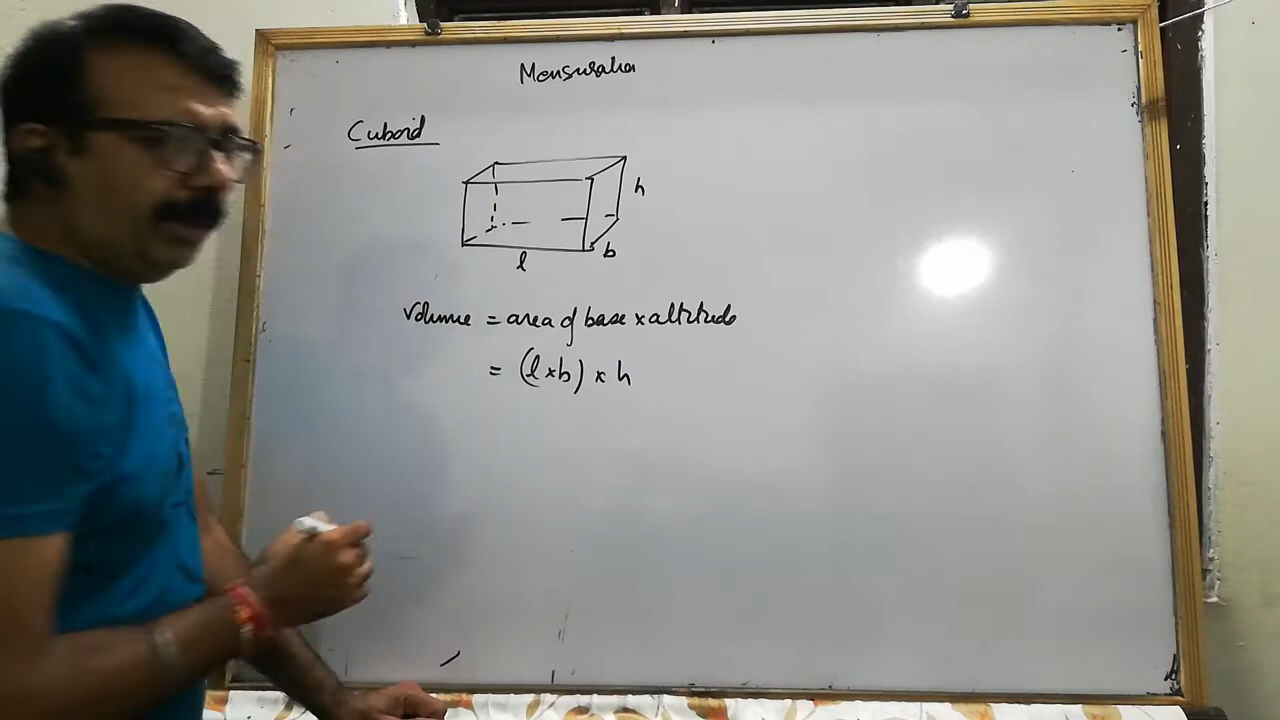 Mensuration
Cuboid
h
b
l
Volume = area of base x altitude
= (l x b) x h